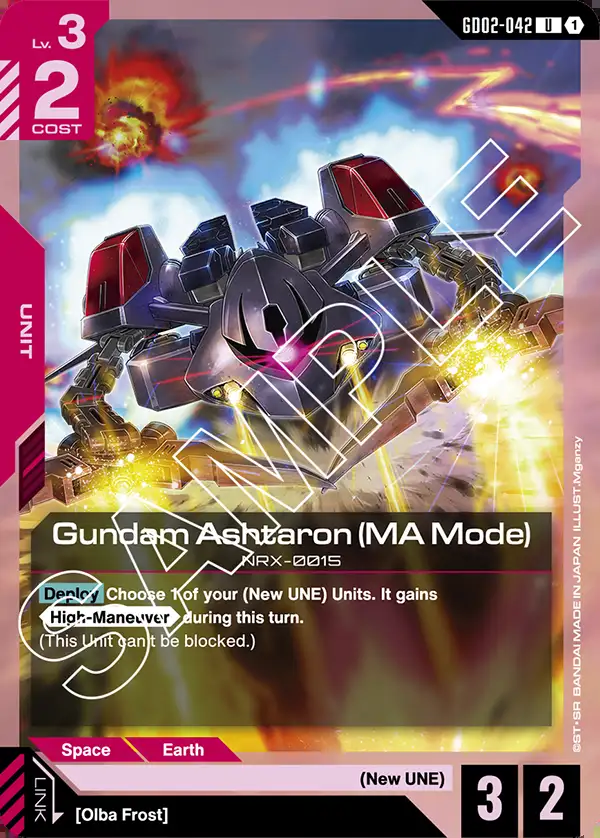 Lv. 3
2
COST
GD02-042 U 1
UNIT
SAMPLE
Gundam Ashtaron (MA Mode)
NRX-0015
Deploy Choose 1 of your (New UNE) Units. It gains
High-Maneuver during this turn.
(This Unit can't be blocked.)
©ST・SR BANDAI MADE IN JAPAN ILLUST.Mganzy
Space Earth
(New UNE)
LINK
[Olba Frost]
3 2